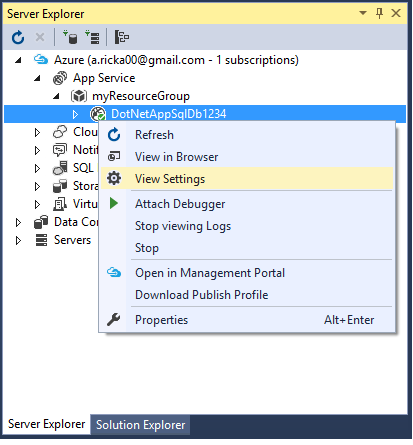 Server Explorer
Azure (a.ricka00@gmail.com - 1 subscriptions)
App Service
myResourceGroup
DotNetAppSqlDb1234
Refresh
Clou
View in Browser
Notif
View Settings
SQL
Stora
Attach Debugger
Virtu
Stop viewing Logs
Data Con
Stop
Servers
Open in Management Portal
Download Publish Profile
Properties Alt+Enter
Server Explorer Solution Explorer